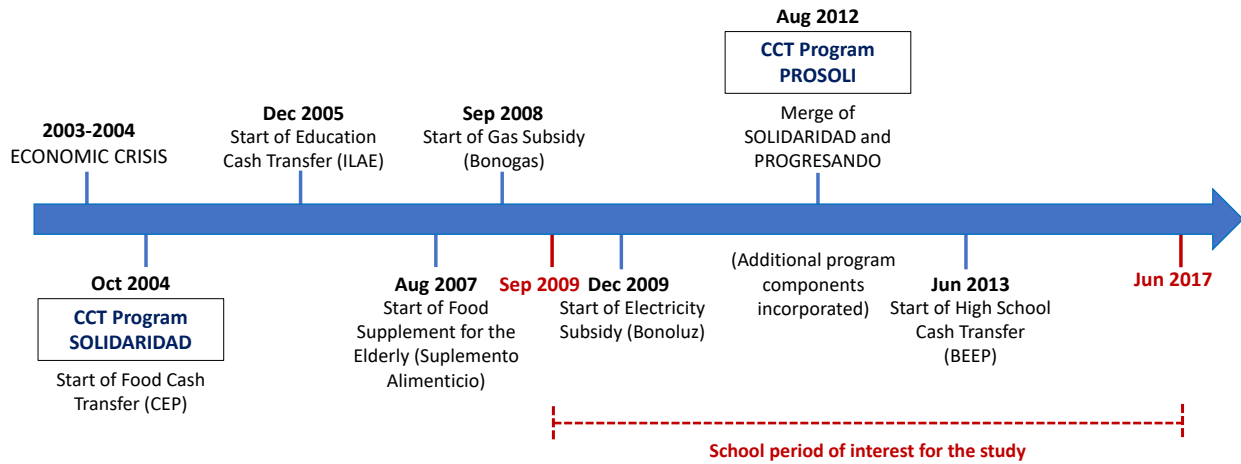 Aug 2012
CCT Program
PROSOLI
Merge of
SOLIDARIDAD and
PROGRESANDO
2003-2004
ECONOMIC CRISIS
Dec 2005
Start of Education
Cash Transfer (ILAE)
Sep 2008
Start of Gas Subsidy
(Bonogas)
Oct 2004
CCT Program
SOLIDARIDAD
Start of Food Cash
Transfer (CEP)
Aug 2007
Start of Food
Supplement for the
Elderly (Suplemento
Alimenticio)
Sep 2009
Dec 2009
Start of Electricity
Subsidy (Bonoluz)
(Additional program
components
incorporated)
Jun 2013
Start of High School
Cash Transfer
(BEEP)
Jun 2017
School period of interest for the study